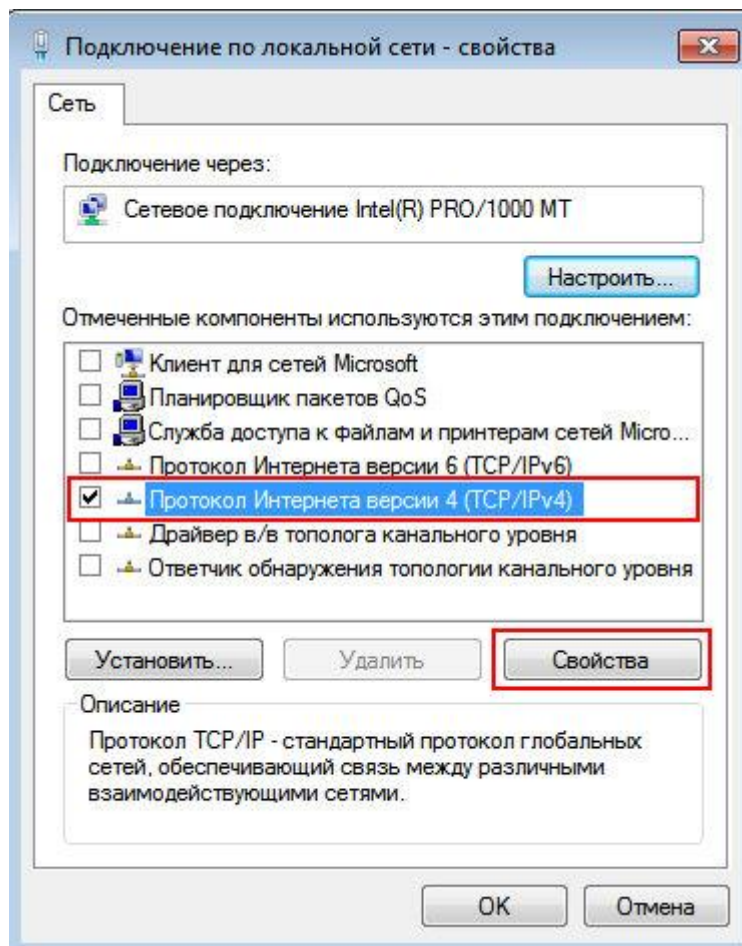 Подключение по локальной сети - свойства
Сеть
Подключение через:
Сетевое подключение Intel(R) PRO/1000 MT
Настроить...
Отмеченные компоненты используются этим подключением:
Клиент для сетей Microsoft
Планировщик пакетов QoS
Служба доступа к файлам и принтерам сетей Micro...
Протокол Интернета версии 6 (TCP/IPv6)
Протокол Интернета версии 4 (TCP/IPv4)
Драйвер в/в тополога канального уровня
Ответчик обнаружения топологии канального уровня
Установить... Удалить Свойства
Описание
Протокол TCP/IP - стандартный протокол глобальных
сетей, обеспечивающий связь между различными
взаимодействующими сетями.
OK Отмена